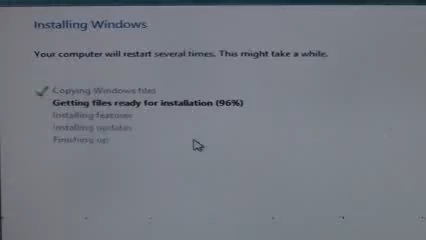 Installing Windows
Your computer will restart several times. This might take a while.
Copying Windows files
Getting files ready for installation (96%)
Installing features
Installing updates
Finishing up